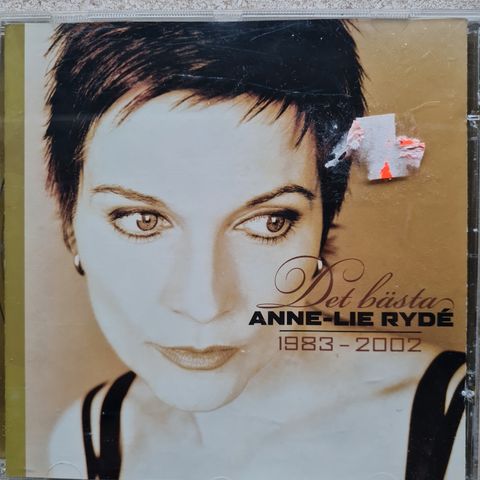 Det bästa
ANNE-LIE RYDÉ
1983-2002